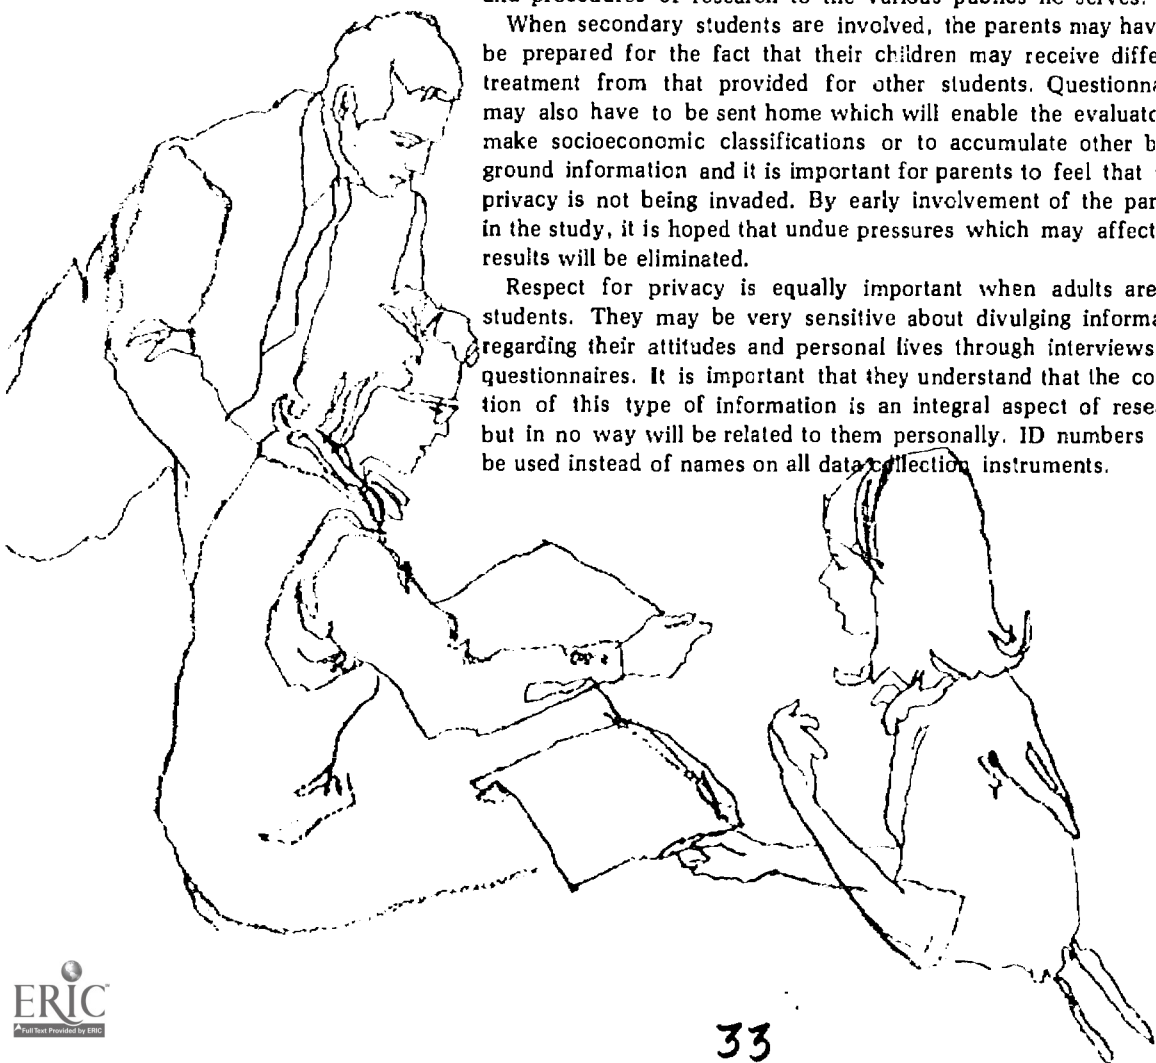 and procedures of research to the various publics he serves.
When secondary students are involved, the parents may hav
be prepared for the fact that their children may receive diffe
treatment from that provided for other students. Questionn
may also have to be sent home which will enable the evaluat
make socioeconomic classifications or to accumulate other b
ground information and it is important for parents to feel that
privacy is not being invaded. By early involvement of the par
in the study, it is hoped that undue pressures which may affect
results will be eliminated.
Respect for privacy is equally important when adults are
students. They may be very sensitive about divulging informa
regarding their attitudes and personal lives through interviews
questionnaires. It is important that they understand that the co
tion of this type of information is an integral aspect of rese
but in no way will be related to them personally. ID numbers
be used instead of names on all data collection instruments.
ERIC
Full Text Provided by ERIC
33